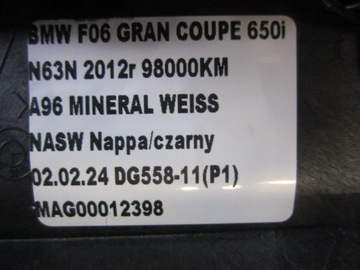 BMW F06 GRAN COUPE 650i
N63N 2012r 98000KM
A96 MINERAL WEISS
NASW Nappa/czarny
02.02.24 DG558-11(P1)
MAG00012398